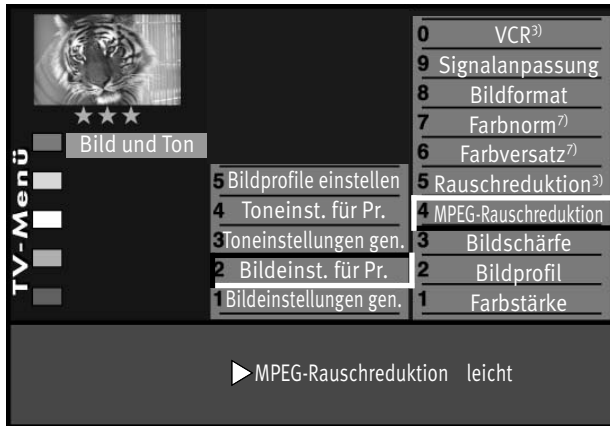 TV-Menü
Bild und Ton
5 Bildprofile einstellen
4 Toneinst. für Pr.
3 Toneinstellungen gen.
2 Bildeinst. für Pr.
1 Bildeinstellungen gen.
0 VCR3)
9 Signalanpassung
8 Bildformat
7 Farbnorm7)
6 Farbversatz7)
5 Rauschreduktion3)
4 MPEG-Rauschreduktion
3 Bildschärfe
2 Bildprofil
1 Farbstärke
MPEG-Rauschreduktion leicht